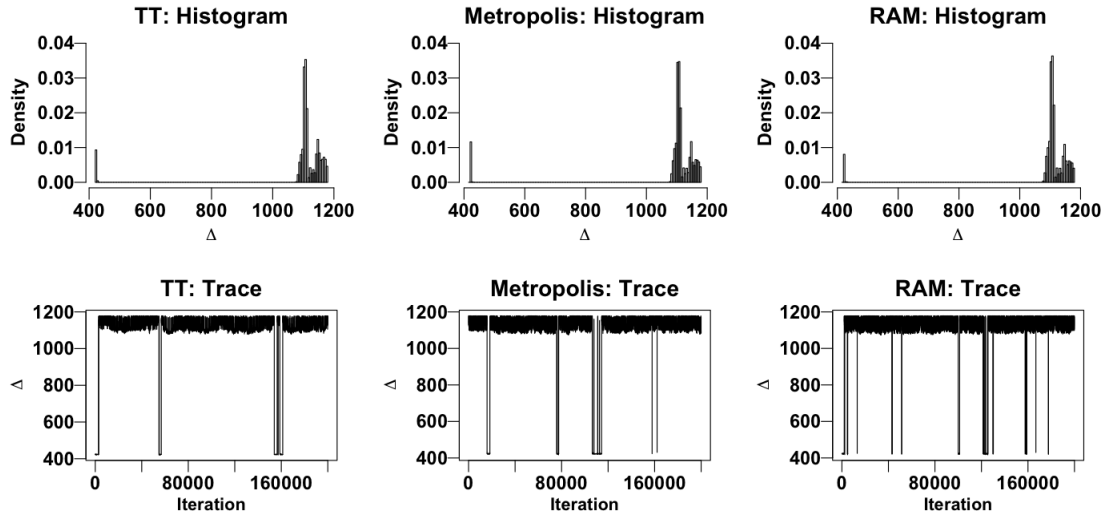 TT: Histogram
Density
0.04
0.03
0.02
0.01
0.00
400 600 800 1000 1200
Δ
Metropolis: Histogram
Density
0.04
0.03
0.02
0.01
0.00
400 600 800 1000 1200
Δ
RAM: Histogram
Density
0.04
0.03
0.02
0.01
0.00
400 600 800 1000 1200
Δ
TT: Trace
Δ
1200
1000
800
600
400
0 80000 160000
Iteration
Metropolis: Trace
Δ
1200
1000
800
600
400
0 80000 160000
Iteration
RAM: Trace
Δ
1200
1000
800
600
400
0 80000 160000
Iteration